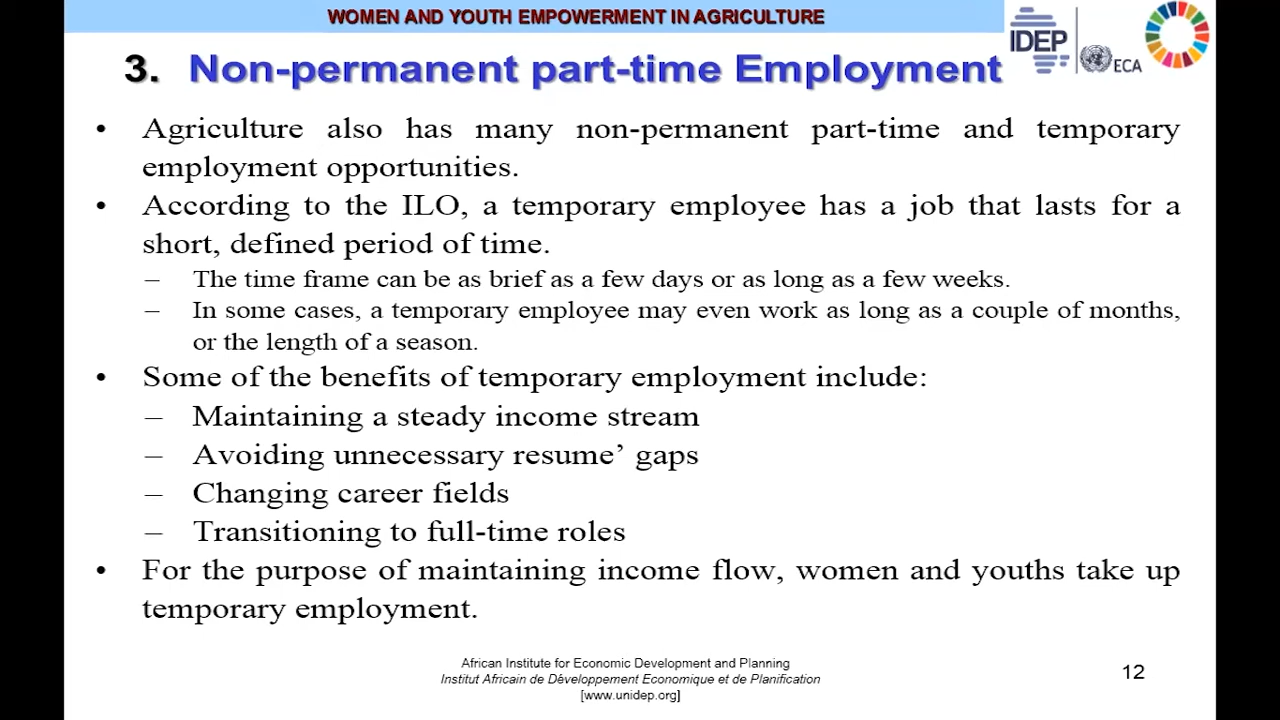 WOMEN AND YOUTH EMPOWERMENT IN AGRICULTURE
IDEP
ECA
3. Non-permanent part-time Employment
• Agriculture also has many non-permanent part-time and temporary
employment opportunities.
• According to the ILO, a temporary employee has a job that lasts for a
short, defined period of time.
– The time frame can be as brief as a few days or as long as a few weeks.
– In some cases, a temporary employee may even work as long as a couple of months,
or the length of a season.
• Some of the benefits of temporary employment include:
– Maintaining a steady income stream
– Avoiding unnecessary resume’ gaps
– Changing career fields
– Transitioning to full-time roles
• For the purpose of maintaining income flow, women and youths take up
temporary employment.
African Institute for Economic Development and Planning
Institut Africain de Développement Economique et de Planification
[www.unidep.org]
12